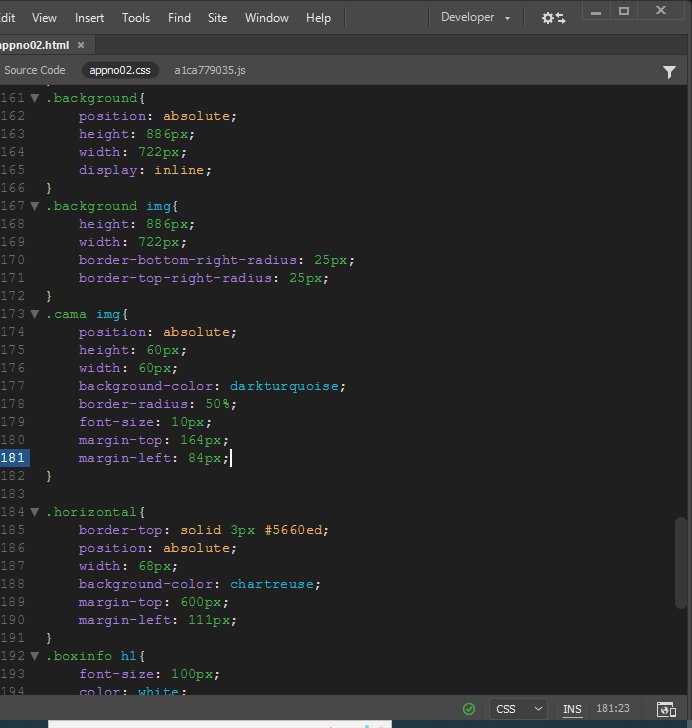 dit View Insert Tools Find Site Window Help Developer
appno02.html ×
Source Code appno02.css a1ca779035.js
161 .background{
162 position: absolute;
163 height: 886px;
164 width: 722px;
165 display: inline;
166 }
167 .background img{
168 height: 886px;
169 width: 722px;
170 border-bottom-right-radius: 25px;
171 border-top-right-radius: 25px;
172 }
173 .cama img{
174 position: absolute;
175 height: 60px;
176 width: 60px;
177 background-color: darkturquoise;
178 border-radius: 50%;
179 font-size: 10px;
180 margin-top: 164px;
181 margin-left: 84px;
182 }
183
184 .horizontal{
185 border-top: solid 3px #5660ed;
186 position: absolute;
187 width: 68px;
188 background-color: chartreuse;
189 margin-top: 600px;
190 margin-left: 111px;
191 }
192 .boxinfo h1{
193 font-size: 100px;
194 color: white;
CSS INS 181:23